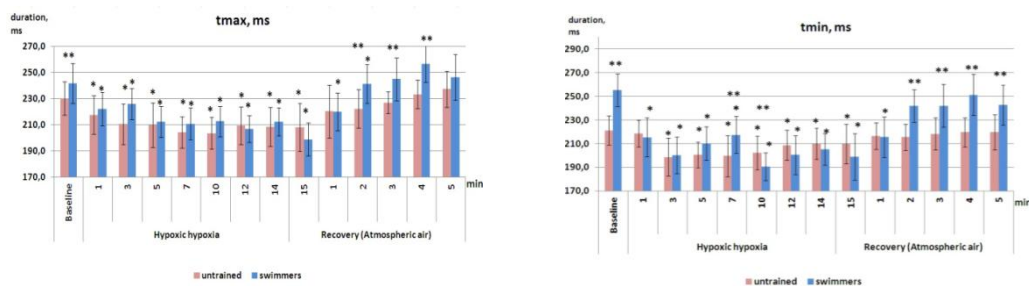 duration,
ms
tmax, ms
270,0
250,0
230,0
210,0
190,0
170,0
** * * * * * * * * * * * * * * * * * ** * ** **
Baseline 1 3 5 7 10 12 14 15 1 2 3 4 5 min
Hypoxic hypoxia Recovery (Atmospheric air)
untrained swimmers
duration,
ms
tmin, ms
290,0
270,0
250,0
230,0
210,0
190,0
170,0
** * * * * * ** * * ** * * * * * * * * * ** ** ** **
Baseline 1 3 5 7 10 12 14 15 1 2 3 4 5 min
Hypoxic hypoxia Recovery (Atmospheric air)
untrained swimmers